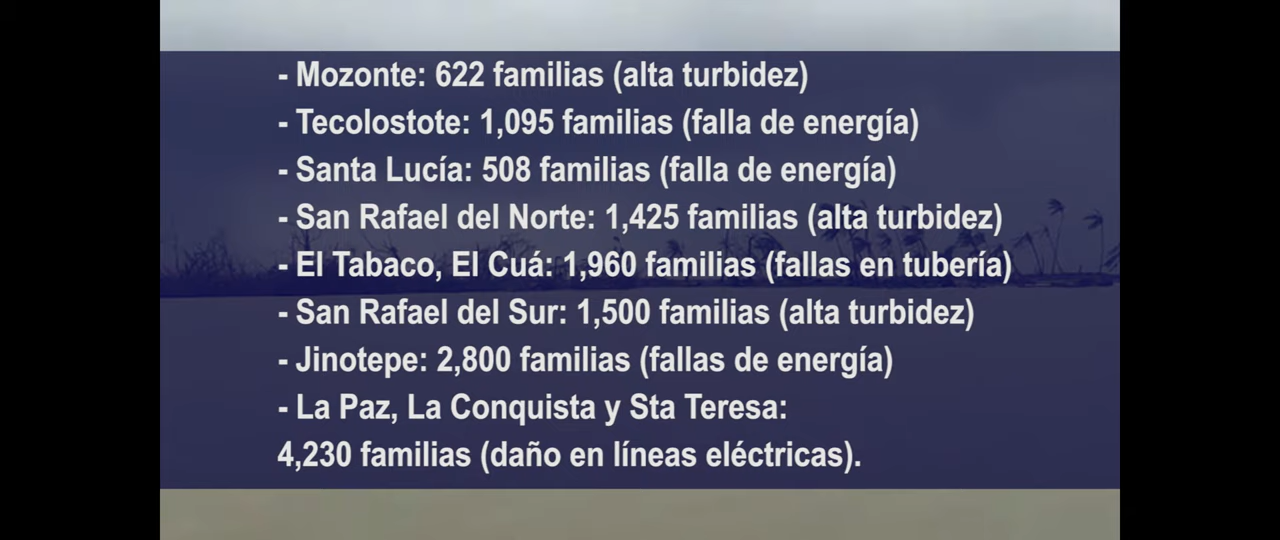 - Mozonte: 622 familias (alta turbidez)
- Tecolostote: 1,095 familias (falla de energía)
- Santa Lucía: 508 familias (falla de energía)
- San Rafael del Norte: 1,425 familias (alta turbidez)
- El Tabaco, El Cuá: 1,960 familias (fallas en tubería)
- San Rafael del Sur: 1,500 familias (alta turbidez)
- Jinotepe: 2,800 familias (fallas de energía)
- La Paz, La Conquista y Sta Teresa:
4,230 familias (daño en líneas eléctricas).